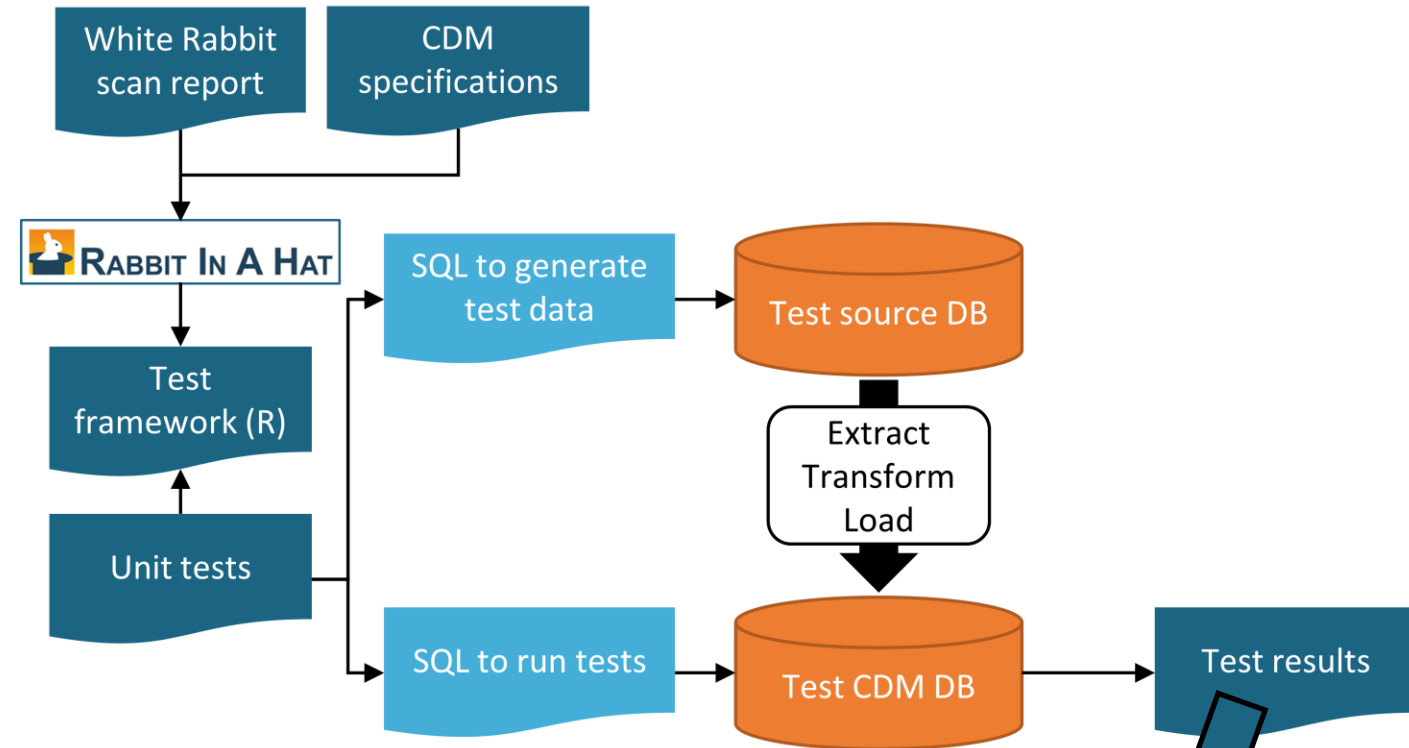 White Rabbit
scan report
CDM
specifications
RABBIT IN A HAT
SQL to generate
test data
Test source DB
Test
framework (R)
Extract
Transform
Load
Unit tests
SQL to run tests
Test CDM DB
Test results